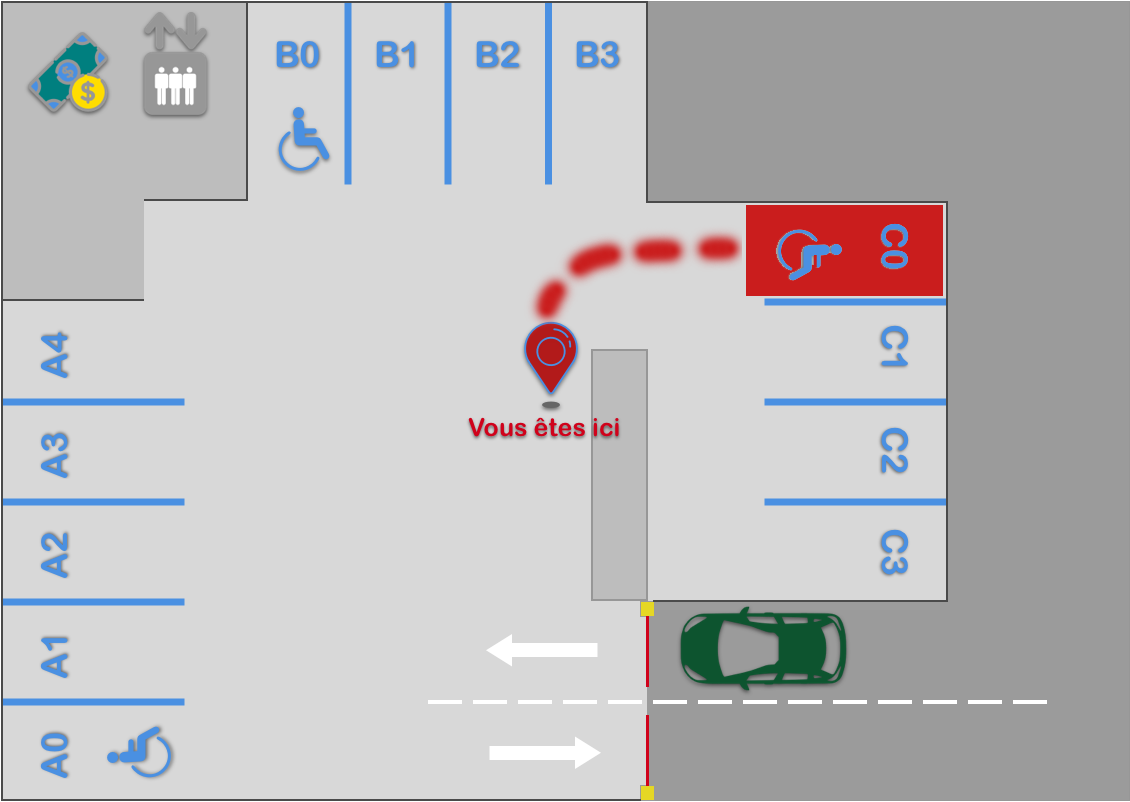 B0 B1 B2 B3
C0
C1
C2
C3
A4
A3
A2
A1
A0
Vous êtes ici
$
$